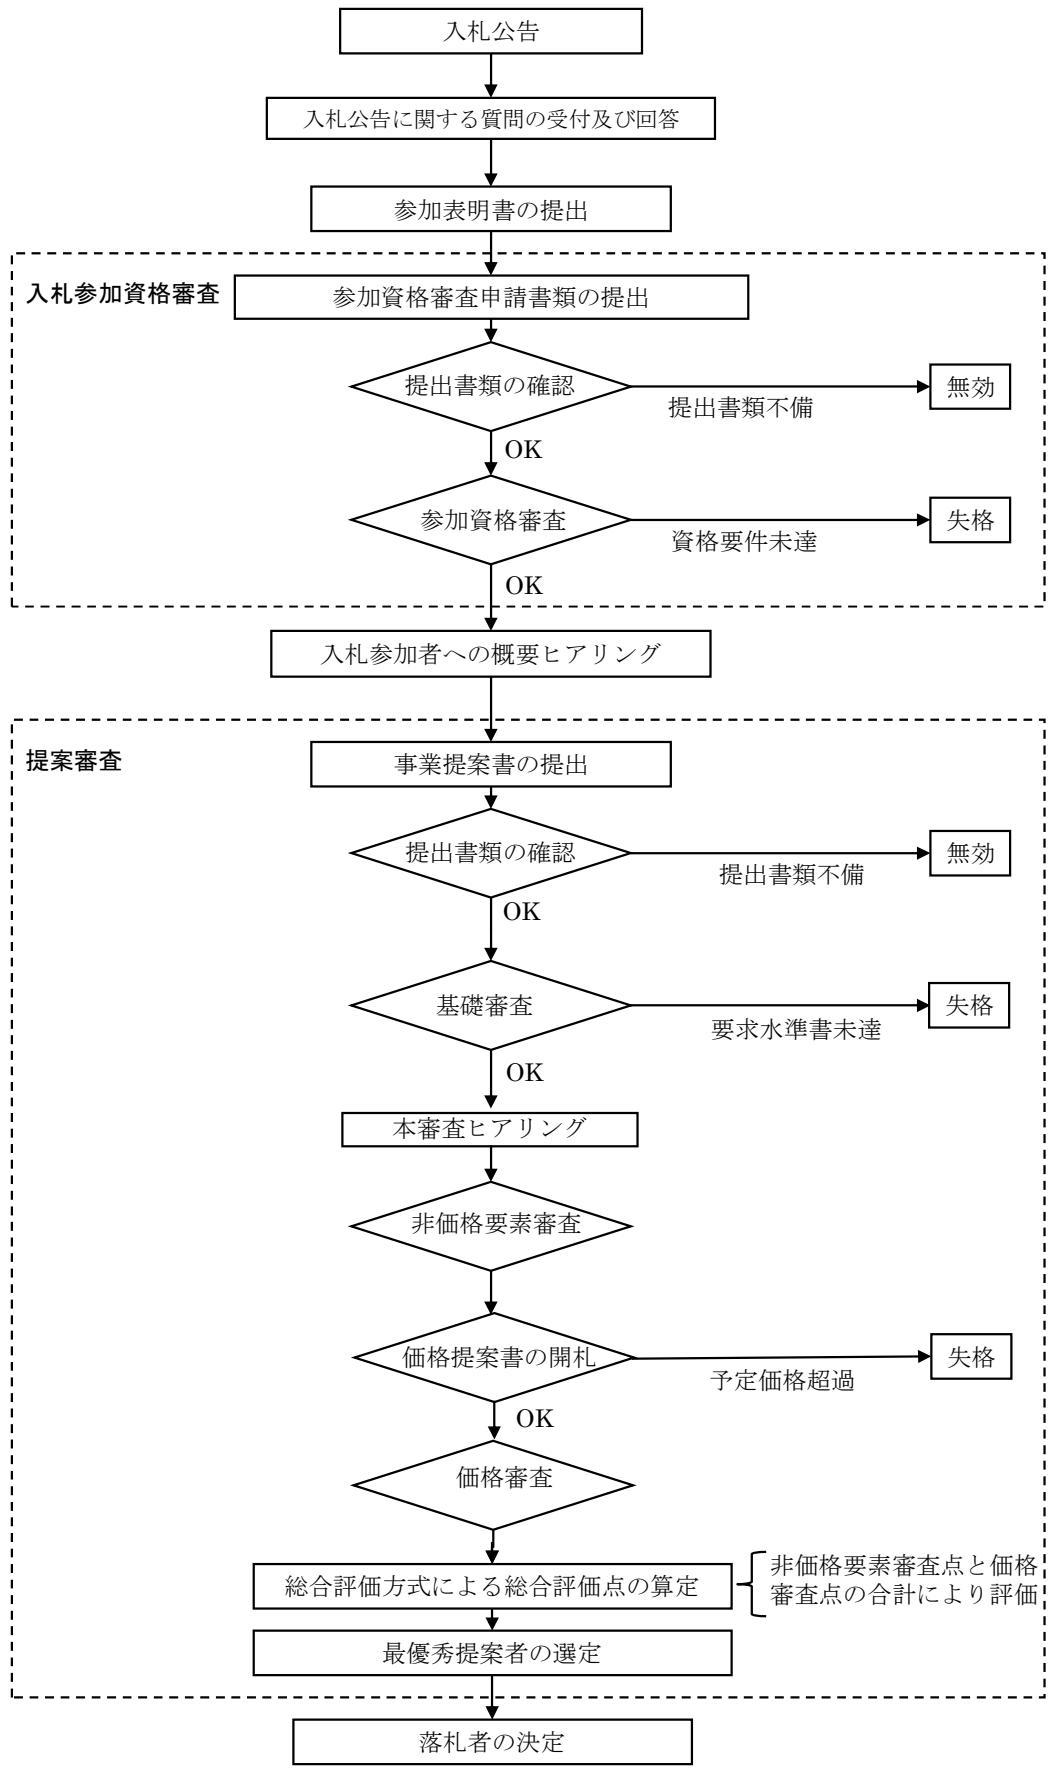 入札公告
入札公告に関する質問の受付及び回答
参加表明書の提出
入札参加資格審査
参加資格審査申請書類の提出
提出書類の確認
無効
提出書類不備
OK
参加資格審査
失格
資格要件未達
OK
入札参加者への概要ヒアリング
提案審査
事業提案書の提出
提出書類の確認
無効
提出書類不備
OK
基礎審査
失格
要求水準書未達
OK
本審査ヒアリング
非価格要素審査
価格提案書の開札
失格
予定価格超過
OK
価格審査
総合評価方式による総合評価点の算定
非価格要素審査点と価格
審査点の合計により評価
最優秀提案者の選定
落札者の決定